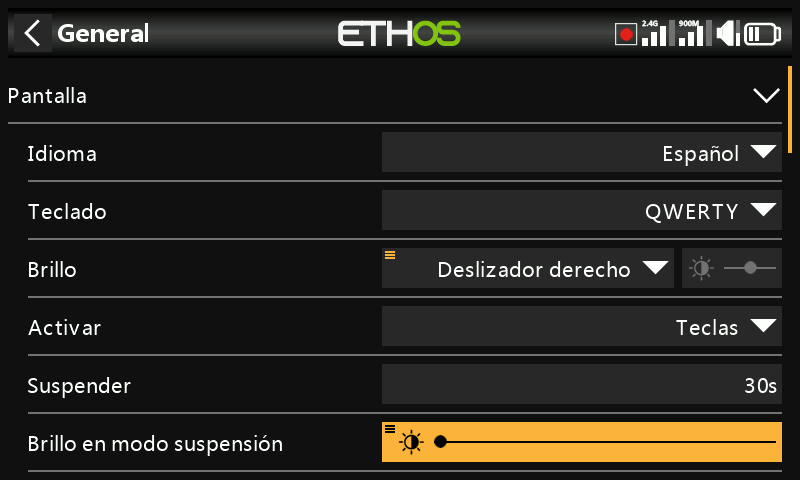 General
ETHOS
2.4G
900M
Pantalla
Idioma
Español
Teclado
QWERTY
Brillo
Deslizador derecho
Activar
Teclas
Suspender
30s
Brillo en modo suspensión